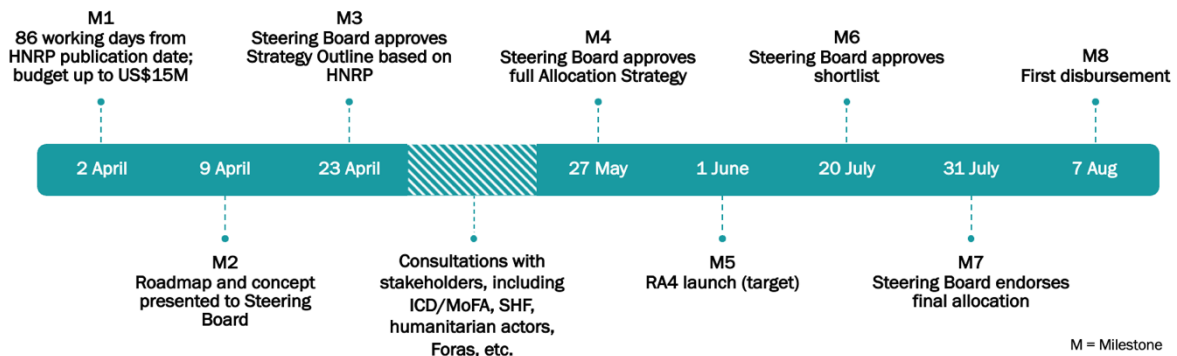 M1
86 working days from
HNRP publication date;
budget up to US$15M
M3
Steering Board approves
Strategy Outline based on
HNRP
M4
Steering Board approves
full Allocation Strategy
M6
Steering Board approves
shortlist
M8
First disbursement
2 April
9 April
23 April
27 May
1 June
20 July
31 July
7 Aug
M2
Roadmap and concept
presented to Steering
Board
Consultations with
stakeholders, including
ICD/MoFA, SHF,
humanitarian actors,
Foras, etc.
M5
RA4 launch (target)
M7
Steering Board endorses
final allocation
M = Milestone